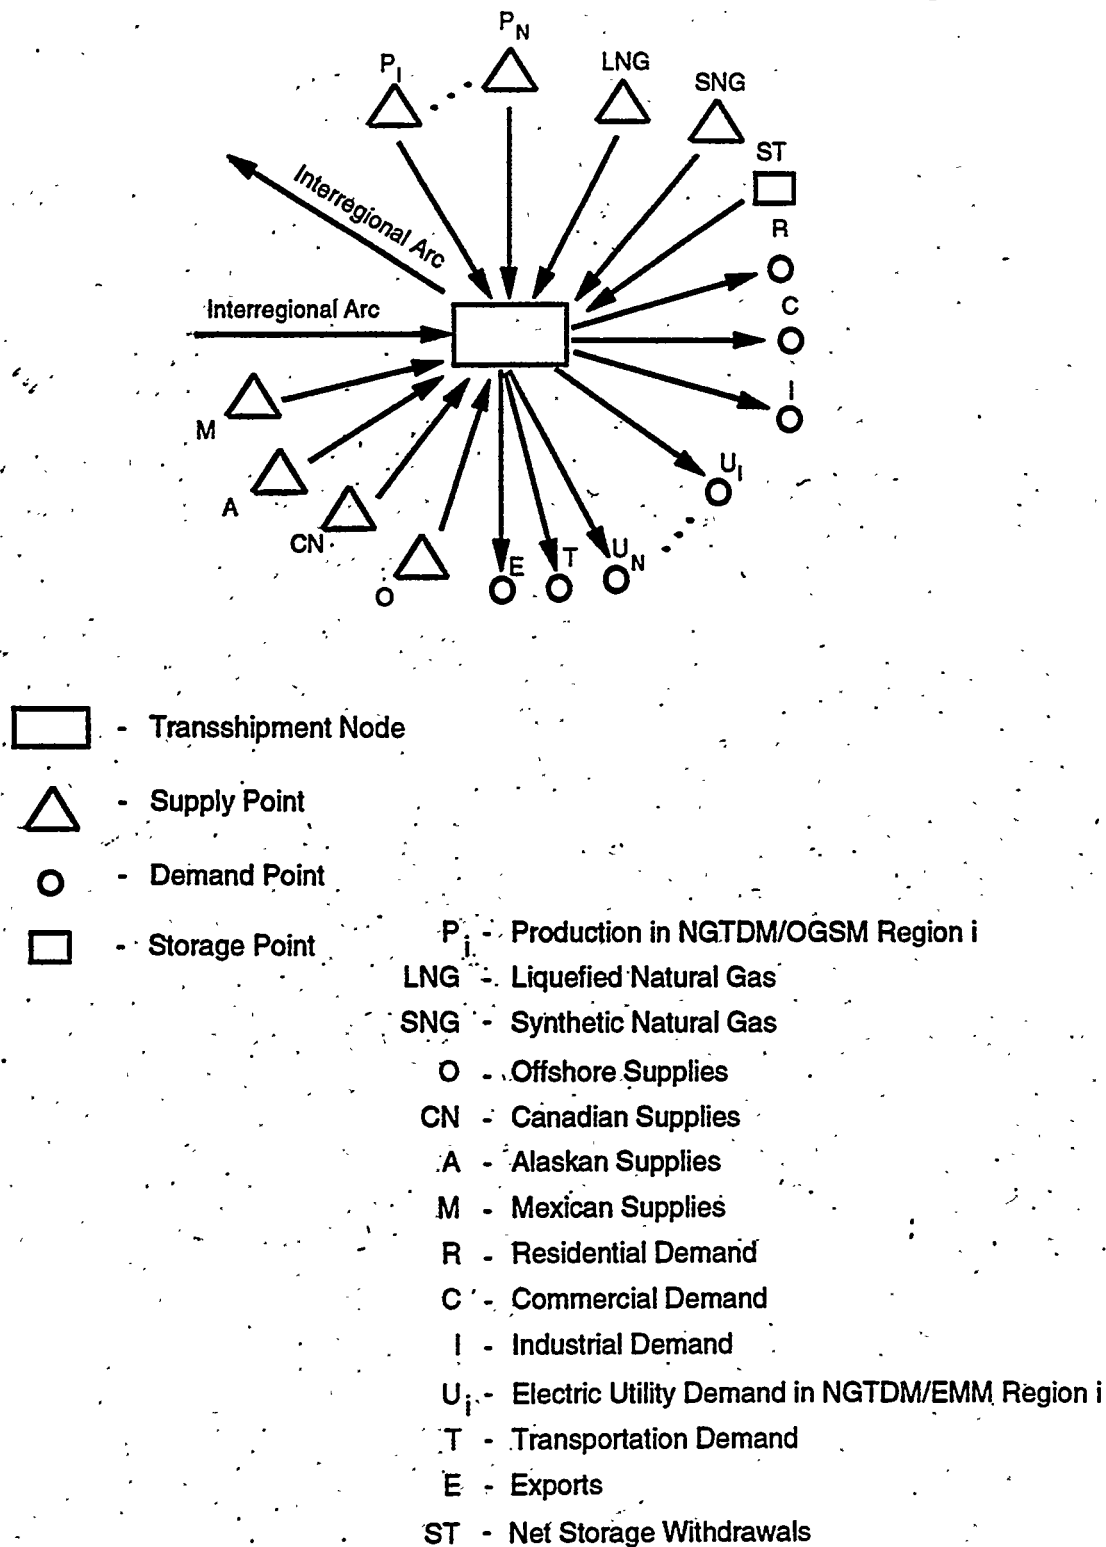 P_N
P_I
LNG
SNG
ST
Interregional Arc
R
C
Interregional Arc
I
M
U_I
A
CN
E
T
U_N
O
- Transshipment Node
- Supply Point
- Demand Point
- Storage Point
P_i - Production in NGTDM/OGSM Region i
LNG - Liquefied Natural Gas
SNG - Synthetic Natural Gas
O - Offshore Supplies
CN - Canadian Supplies
A - Alaskan Supplies
M - Mexican Supplies
R - Residential Demand
C - Commercial Demand
I - Industrial Demand
U_i - Electric Utility Demand in NGTDM/EMM Region i
T - Transportation Demand
E - Exports
ST - Net Storage Withdrawals